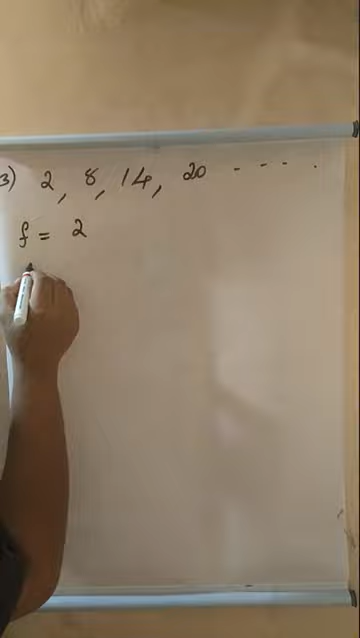 3) 2, 8, 14, 20 - - - .
f = 2